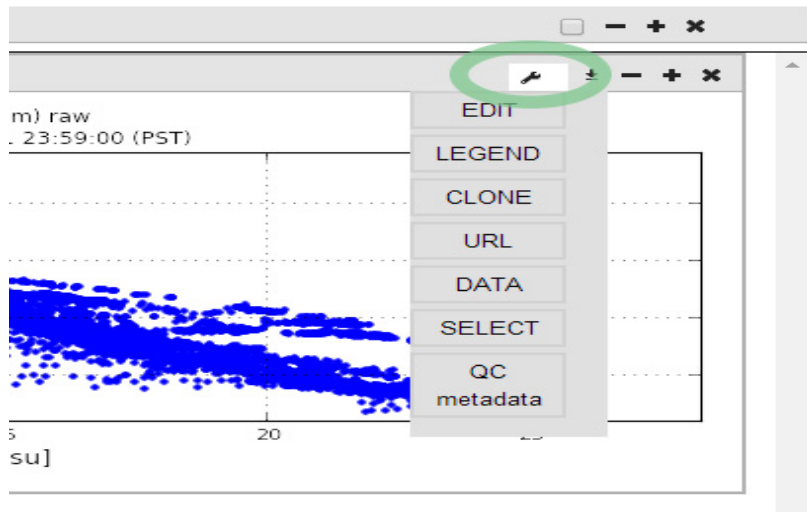 m) raw
23:59:00 (PST)
EDIT
LEGEND
CLONE
URL
DATA
SELECT
QC
metadata
20
su]